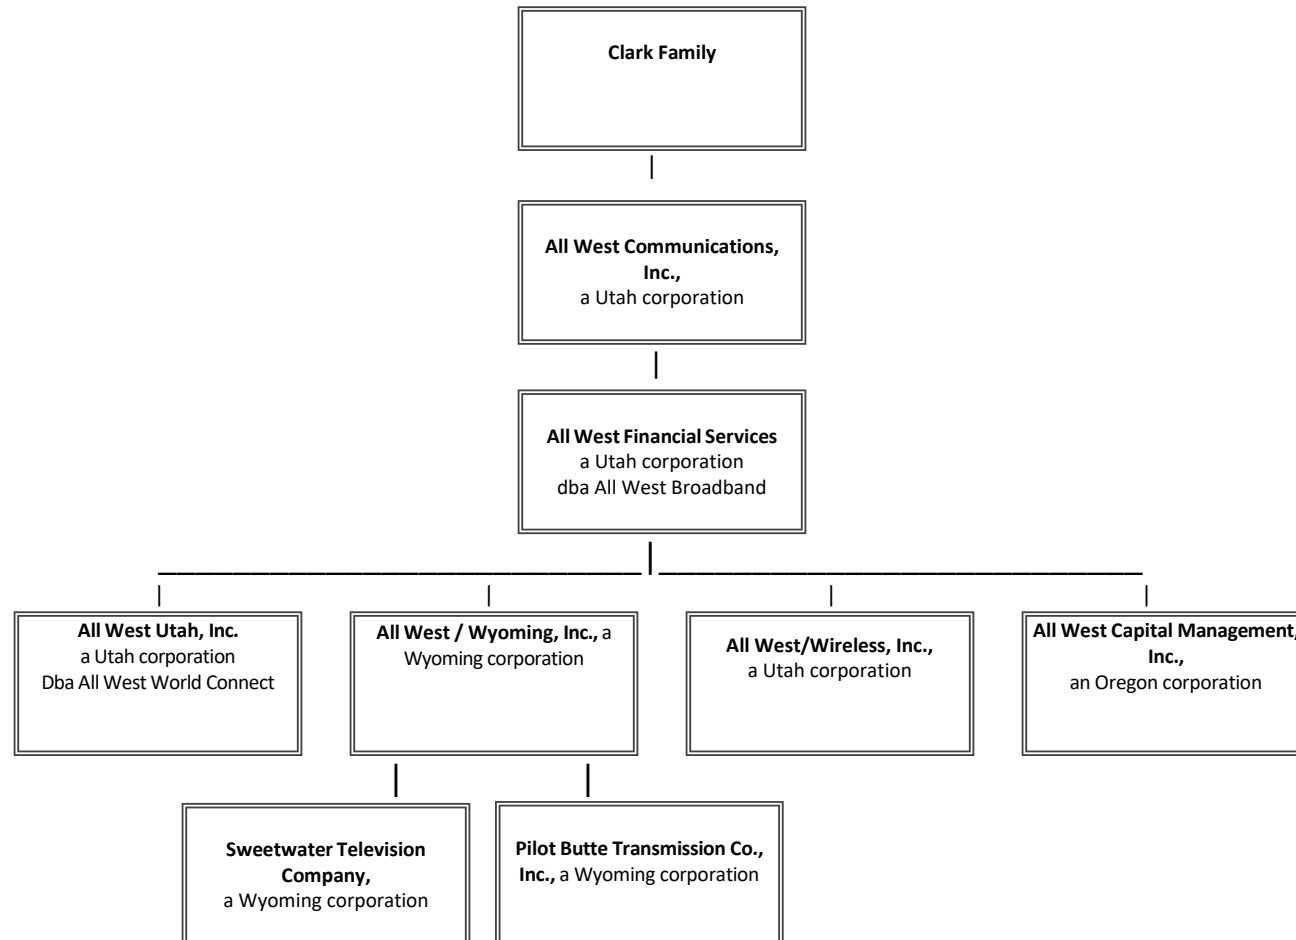 Clark Family
All West Communications,
Inc.,
a Utah corporation
All West Financial Services
a Utah corporation
dba All West Broadband
All West Utah, Inc.
a Utah corporation
Dba All West World Connect
All West / Wyoming, Inc., a
Wyoming corporation
All West/Wireless, Inc.,
a Utah corporation
All West Capital Management,
Inc.,
an Oregon corporation
Sweetwater Television
Company,
a Wyoming corporation
Pilot Butte Transmission Co.,
Inc., a Wyoming corporation